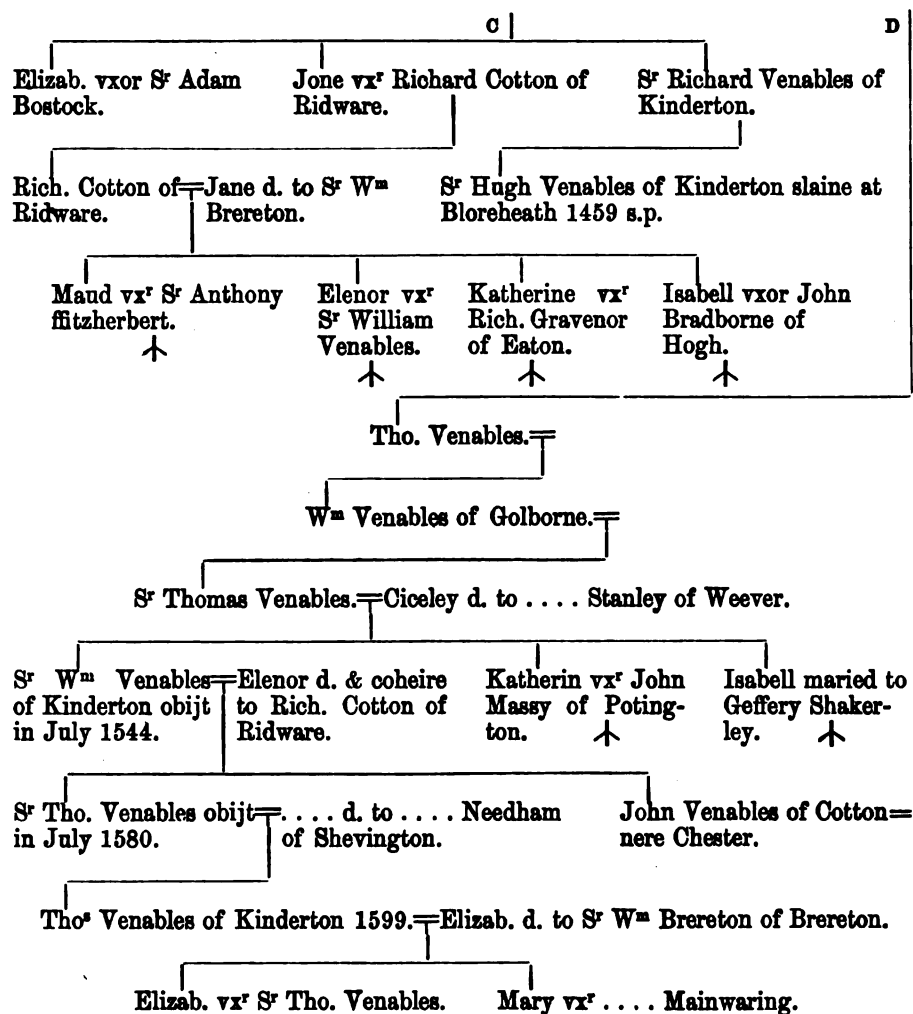 C D
Elizab. vxor Sʳ Adam
Bostock.
Jone vxʳ Richard Cotton of
Ridware.
Sʳ Richard Venables of
Kinderton.
Rich. Cotton of
Ridware.
Jane d. to Sʳ Wᵐ
Brereton.
Sʳ Hugh Venables of Kinderton slaine at
Bloreheath 1459 s.p.
Maud vxʳ Sʳ Anthony
ffitzherbert.
Elenor vxʳ
Sʳ William
Venables.
Katherine vxʳ
Rich. Gravenor
of Eaton.
Isabell vxor John
Bradborne of
Hogh.
Tho. Venables.
Wᵐ Venables of Golborne.
Sʳ Thomas Venables.=Ciceley d. to .... Stanley of Weever.
Sʳ Wᵐ Venables
of Kinderton obijt
in July 1544.
Elenor d. & coheire
to Rich. Cotton of
Ridware.
Katherin vxʳ John
Massy of Poting-
ton.
Isabell maried to
Geffery Shaker-
ley.
Sʳ Tho. Venables obijt
in July 1580.
.... d. to .... Needham
of Shevington.
John Venables of Cotton=
nere Chester.
Thoˢ Venables of Kinderton 1599.=Elizab. d. to Sʳ Wᵐ Brereton of Brereton.
Elizab. vxʳ Sʳ Tho. Venables.
Mary vxʳ .... Mainwaring.